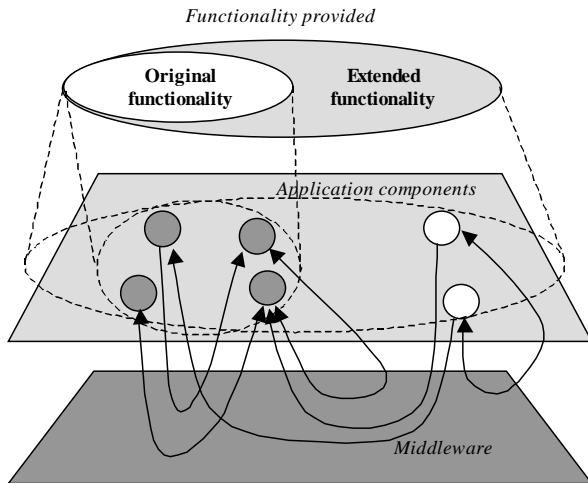 Functionality provided
Original
functionality
Extended
functionality
Application components
Middleware